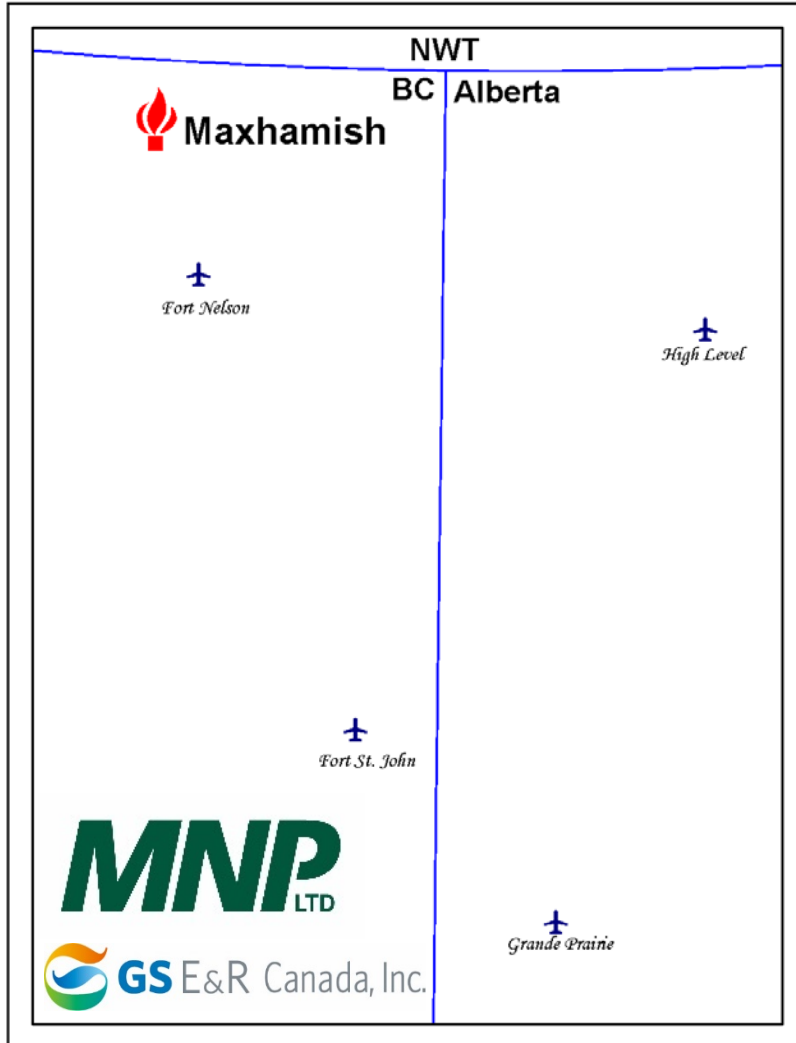 NWT
BC Alberta
Maxhamish
Fort Nelson
High Level
Fort St. John
MNP
LTD
Grande Prairie
GS E&R Canada, Inc.